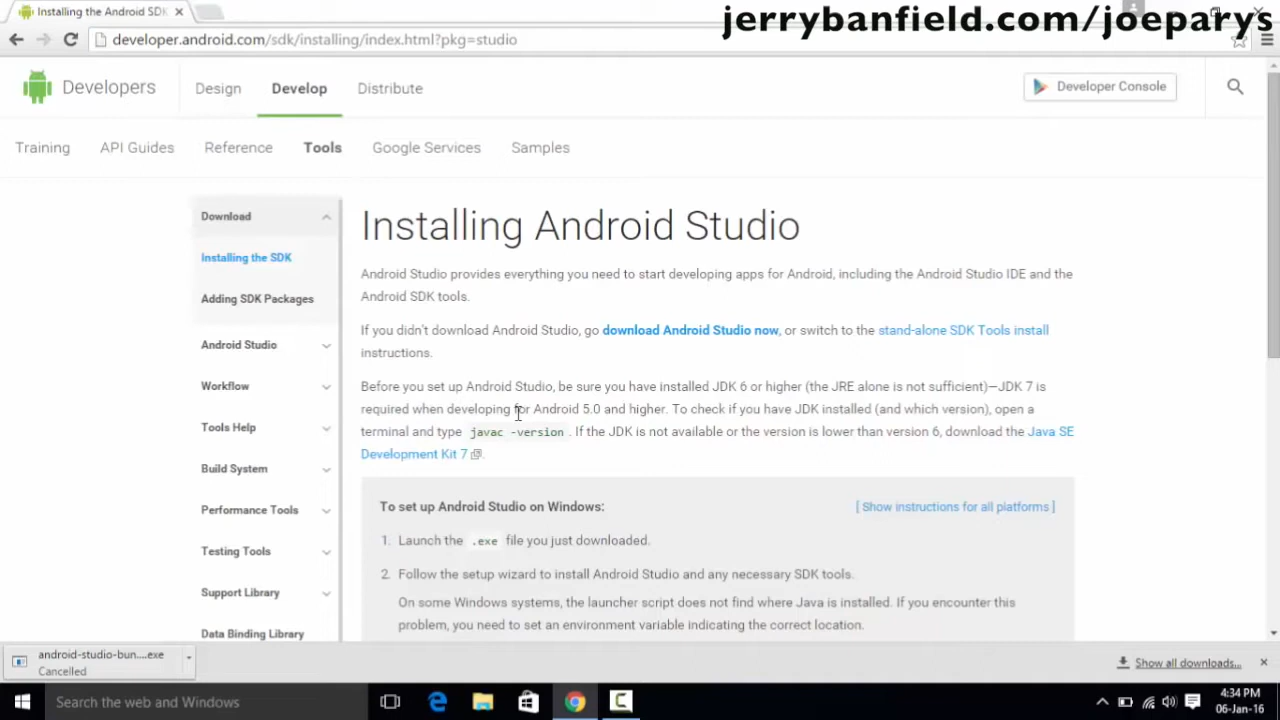 Installing the Android SDK
jerrybanfield.com/joeparys
developer.android.com/sdk/installing/index.html?pkg=studio
Developers
Design
Develop
Distribute
Developer Console
Training
API Guides
Reference
Tools
Google Services
Samples
Download
Installing the SDK
Adding SDK Packages
Android Studio
Workflow
Tools Help
Build System
Performance Tools
Testing Tools
Support Library
Data Binding Library
Installing Android Studio
Android Studio provides everything you need to start developing apps for Android, including the Android Studio IDE and the
Android SDK tools.
If you didn't download Android Studio, go download Android Studio now, or switch to the stand-alone SDK Tools install
instructions.
Before you set up Android Studio, be sure you have installed JDK 6 or higher (the JRE alone is not sufficient)—JDK 7 is
required when developing for Android 5.0 and higher. To check if you have JDK installed (and which version), open a
terminal and type javac -version . If the JDK is not available or the version is lower than version 6, download the Java SE
Development Kit 7
To set up Android Studio on Windows:
[ Show instructions for all platforms ]
1. Launch the .exe file you just downloaded.
2. Follow the setup wizard to install Android Studio and any necessary SDK tools.
On some Windows systems, the launcher script does not find where Java is installed. If you encounter this
problem, you need to set an environment variable indicating the correct location.
android-studio-bun....exe
Cancelled
Show all downloads...
Search the web and Windows
4:34 PM
06-Jan-16